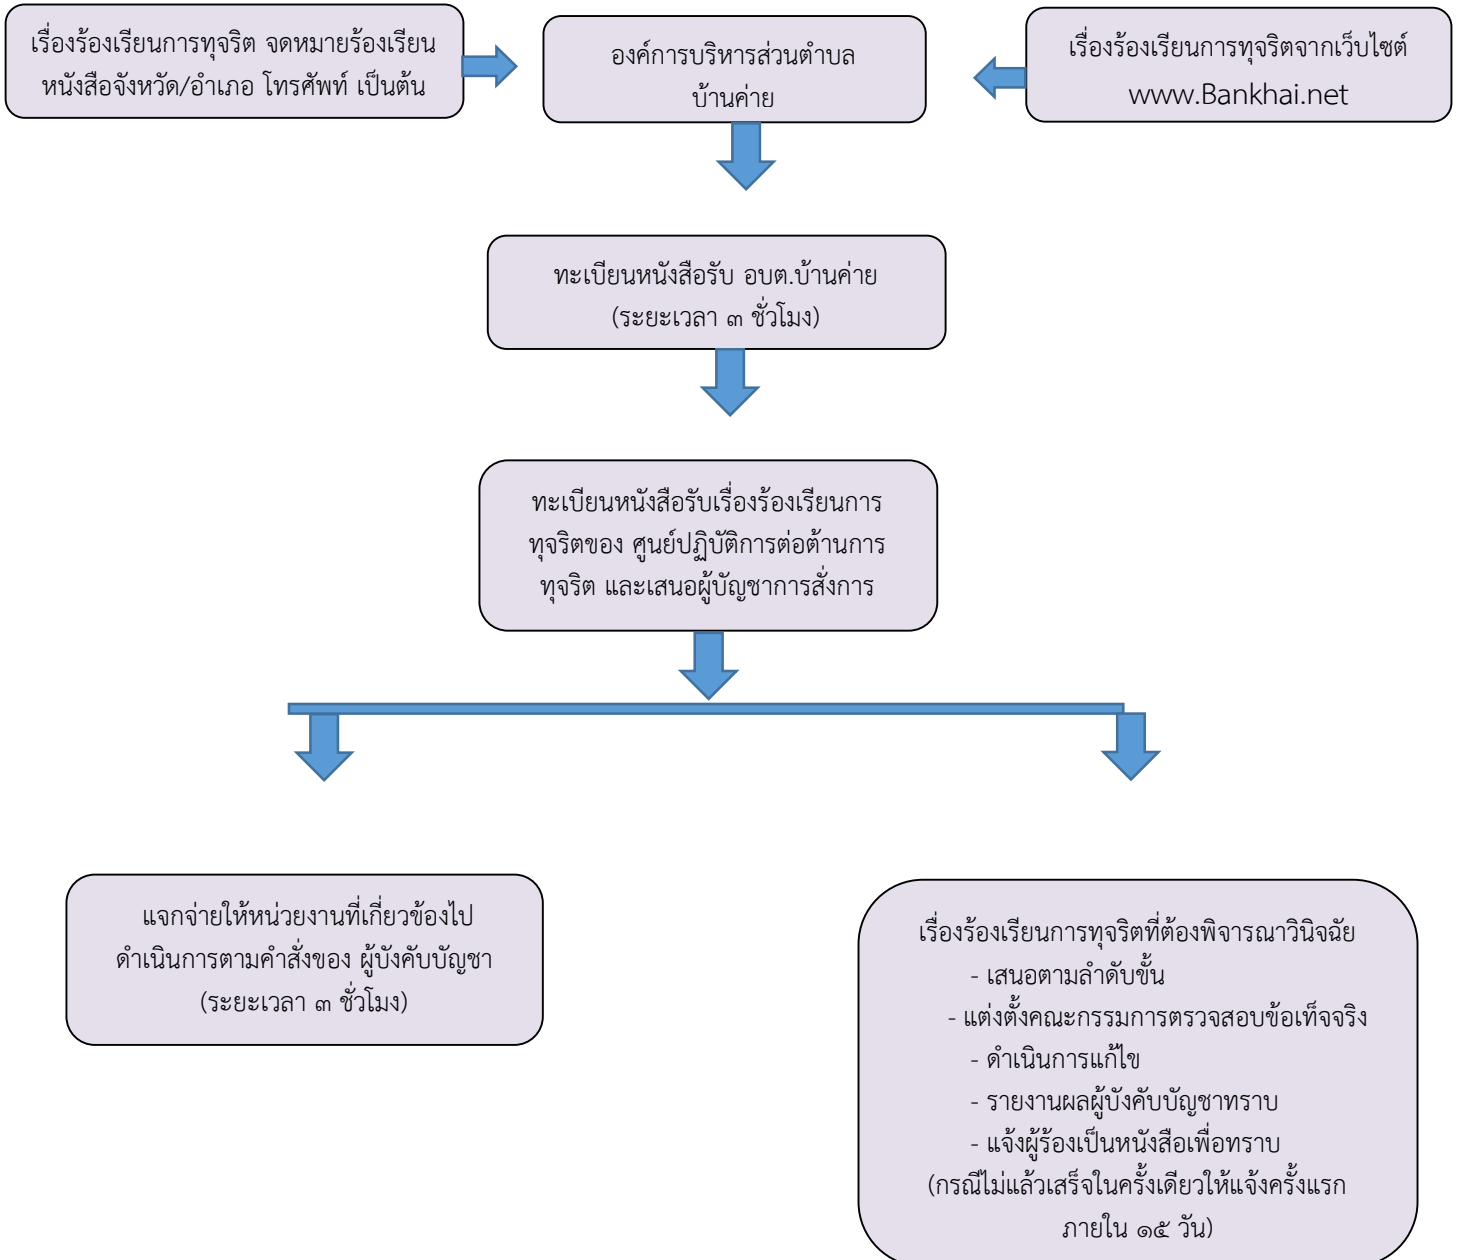 เรื่องร้องเรียนการทุจริต จดหมายร้องเรียน
หนังสือจังหวัด/อำเภอ โทรศัพท์ เป็นต้น
องค์การบริหารส่วนตำบล
บ้านค่าย
เรื่องร้องเรียนการทุจริตจากเว็บไซต์
www.Bankhai.net
ทะเบียนหนังสือรับ อบต.บ้านค่าย
(ระยะเวลา ๓ ชั่วโมง)
ทะเบียนหนังสือรับเรื่องร้องเรียนการ
ทุจริตของ ศูนย์ปฏิบัติการต่อต้านการ
ทุจริต และเสนอผู้บัญชาการสั่งการ
แจกจ่ายให้หน่วยงานที่เกี่ยวข้องไป
ดำเนินการตามคำสั่งของ ผู้บังคับบัญชา
(ระยะเวลา ๓ ชั่วโมง)
เรื่องร้องเรียนการทุจริตที่ต้องพิจารณาวินิจฉัย
- เสนอตามลำดับขั้น
- แต่งตั้งคณะกรรมการตรวจสอบข้อเท็จจริง
- ดำเนินการแก้ไข
- รายงานผลผู้บังคับบัญชาทราบ
- แจ้งผู้ร้องเป็นหนังสือเพื่อทราบ
(กรณีไม่แล้วเสร็จในครั้งเดียวให้แจ้งครั้งแรก
ภายใน ๑๕ วัน)